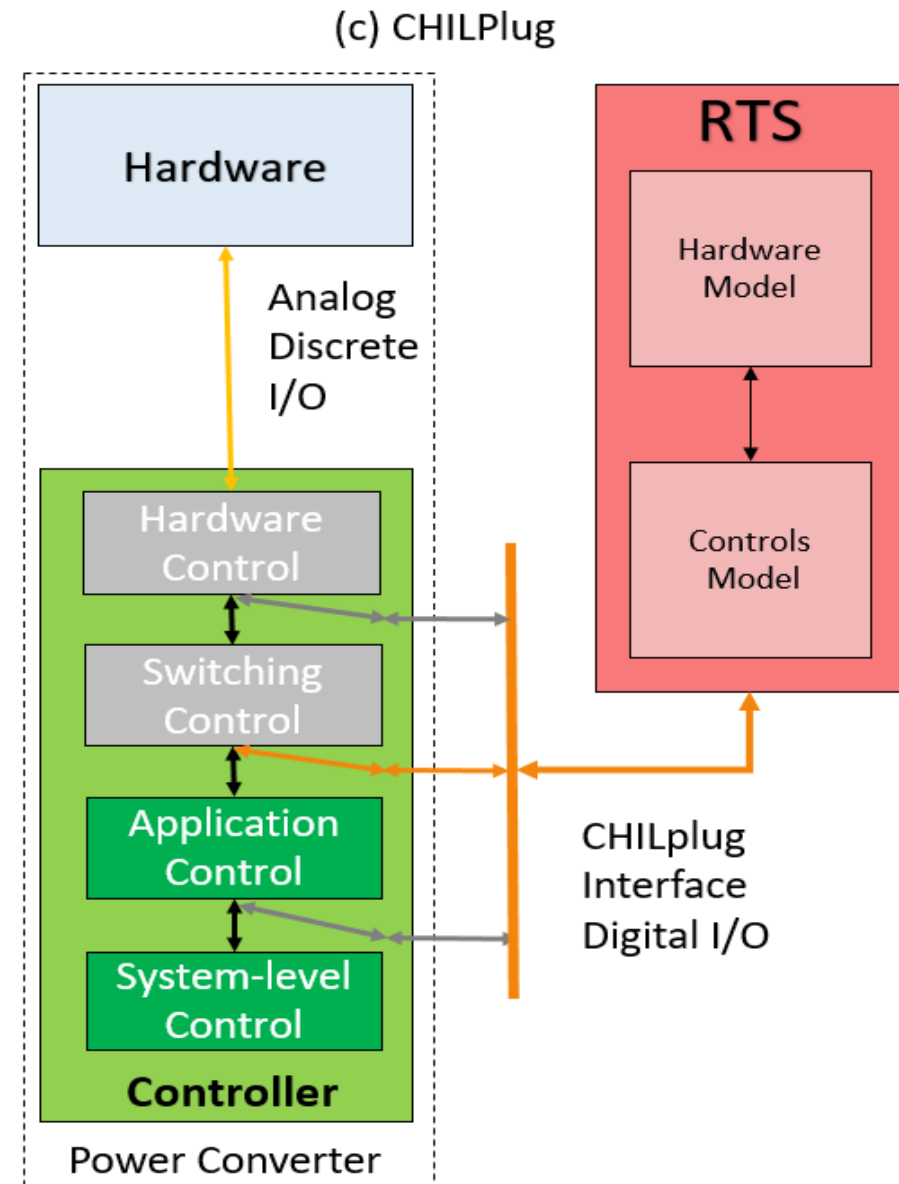 (c) CHILPlug
Hardware
Analog
Discrete
I/O
Hardware
Control
Switching
Control
Application
Control
System-level
Control
Controller
Power Converter
RTS
Hardware
Model
Controls
Model
CHILplug
Interface
Digital I/O